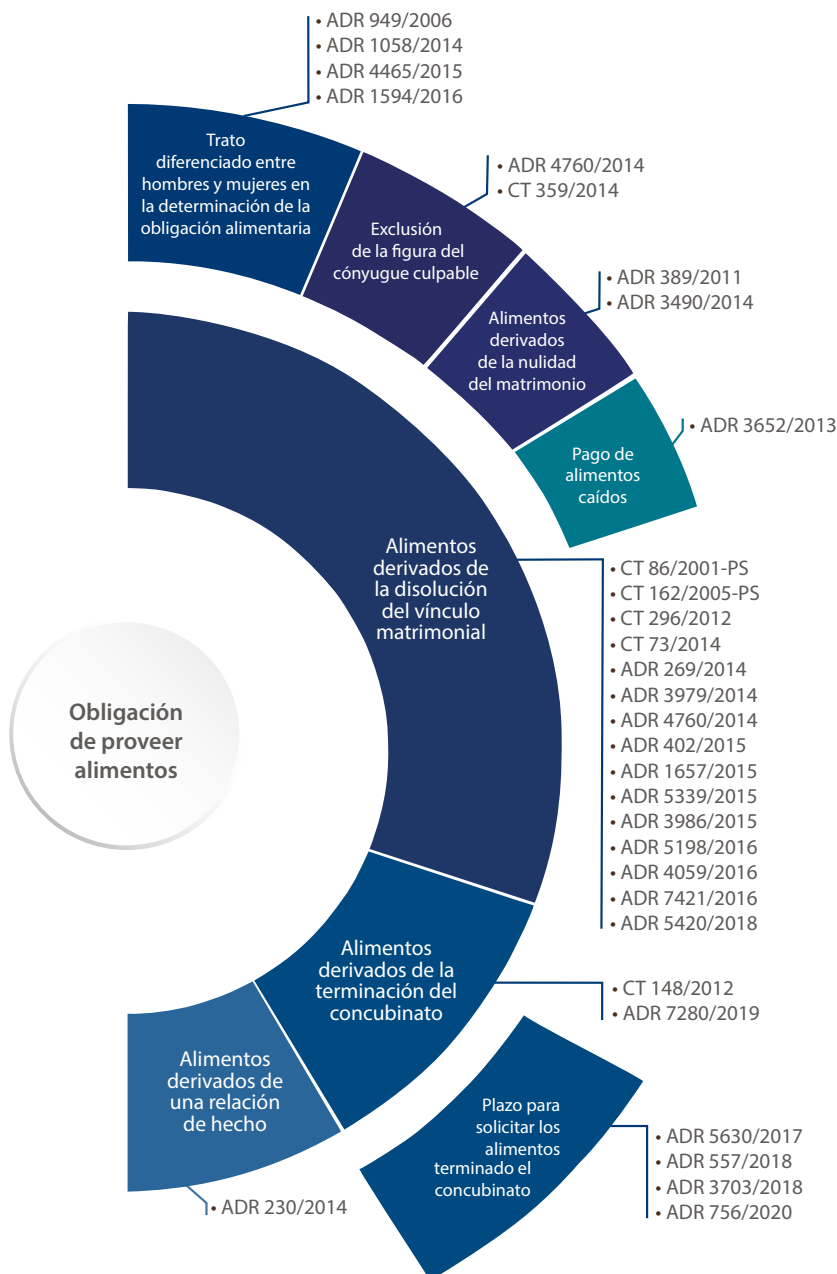 • ADR 949/2006
• ADR 1058/2014
• ADR 4465/2015
• ADR 1594/2016
Trato
diferenciado entre
hombres y mujeres en
la determinación de la
obligación alimentaria
• ADR 4760/2014
• CT 359/2014
Exclusión
de la figura del
cónyugue culpable
• ADR 389/2011
• ADR 3490/2014
Alimentos
derivados
de la nulidad
del matrimonio
• ADR 3652/2013
Pago de
alimentos
caídos
Alimentos
derivados de
la disolución
del vínculo
matrimonial
• CT 86/2001-PS
• CT 162/2005-PS
• CT 296/2012
• CT 73/2014
• ADR 269/2014
• ADR 3979/2014
• ADR 4760/2014
• ADR 402/2015
• ADR 1657/2015
• ADR 5339/2015
• ADR 3986/2015
• ADR 5198/2016
• ADR 4059/2016
• ADR 7421/2016
• ADR 5420/2018
Obligación
de proveer
alimentos
Alimentos
derivados de la
terminación del
concubinato
• CT 148/2012
• ADR 7280/2019
Alimentos
derivados de
una relación
de hecho
• ADR 230/2014
Plazo para
solicitar los
alimentos
terminado el
concubinato
• ADR 5630/2017
• ADR 557/2018
• ADR 3703/2018
• ADR 756/2020